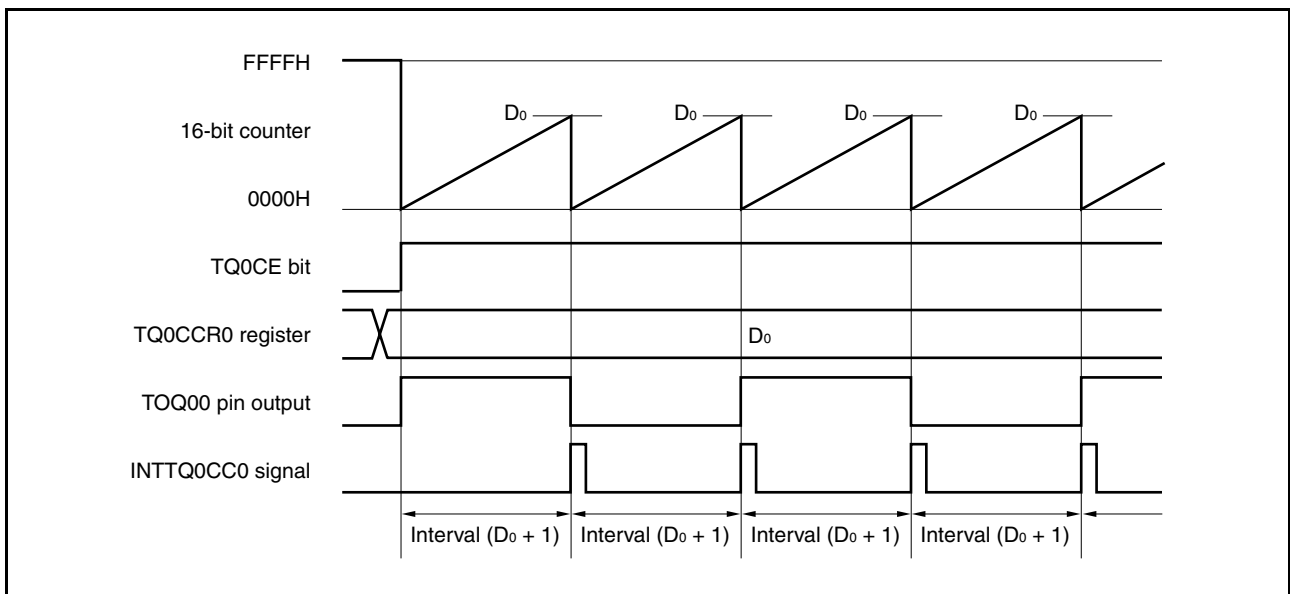 FFFFH
16-bit counter
0000H
D0 D0 D0 D0
TQ0CE bit
TQ0CCR0 register
D0
TOQ00 pin output
INTTQ0CC0 signal
Interval (D0 + 1) Interval (D0 + 1) Interval (D0 + 1) Interval (D0 + 1)